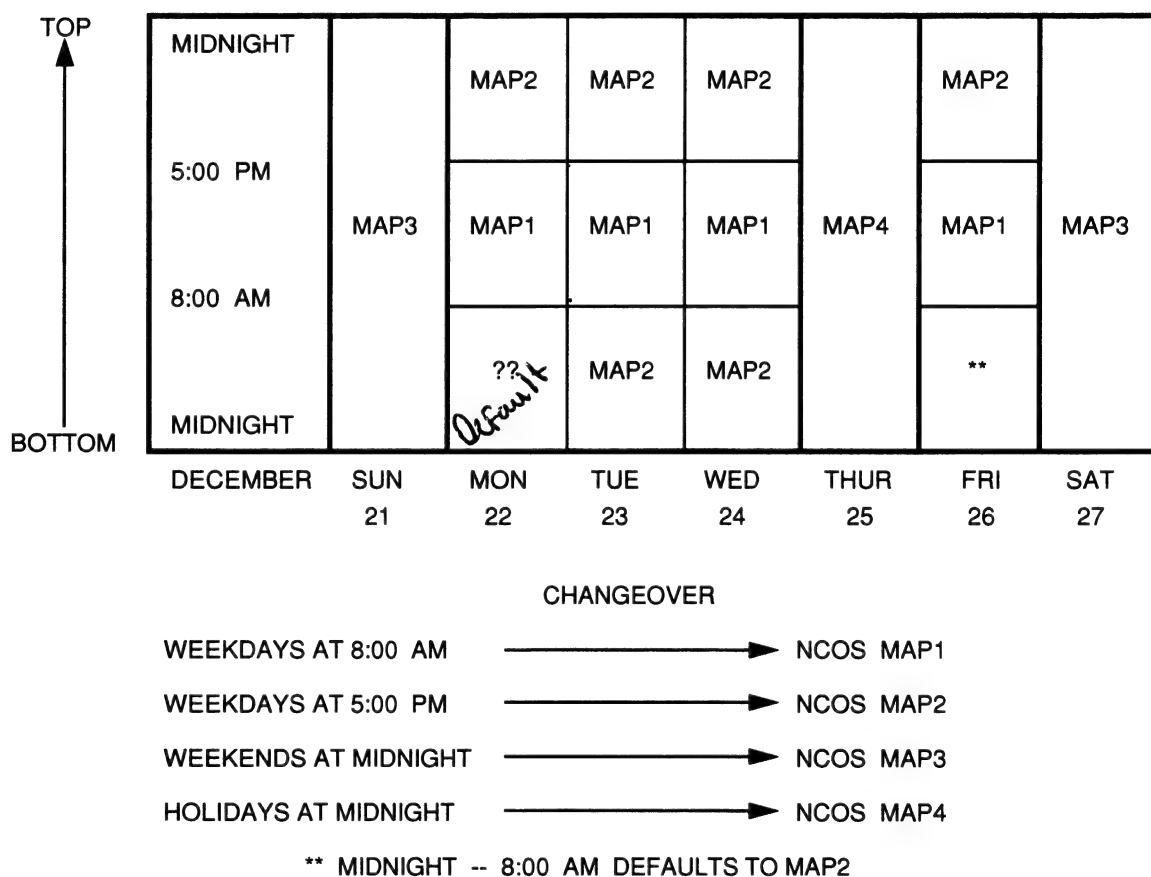 TOP
MIDNIGHT
MAP2 MAP2 MAP2 MAP2
5:00 PM
MAP3 MAP1 MAP1 MAP1 MAP4 MAP1 MAP3
8:00 AM
?? MAP2 MAP2 **
Default
MIDNIGHT
BOTTOM
DECEMBER SUN MON TUE WED THUR FRI SAT
21 22 23 24 25 26 27
CHANGEOVER
WEEKDAYS AT 8:00 AM NCOS MAP1
WEEKDAYS AT 5:00 PM NCOS MAP2
WEEKENDS AT MIDNIGHT NCOS MAP3
HOLIDAYS AT MIDNIGHT NCOS MAP4
** MIDNIGHT -- 8:00 AM DEFAULTS TO MAP2